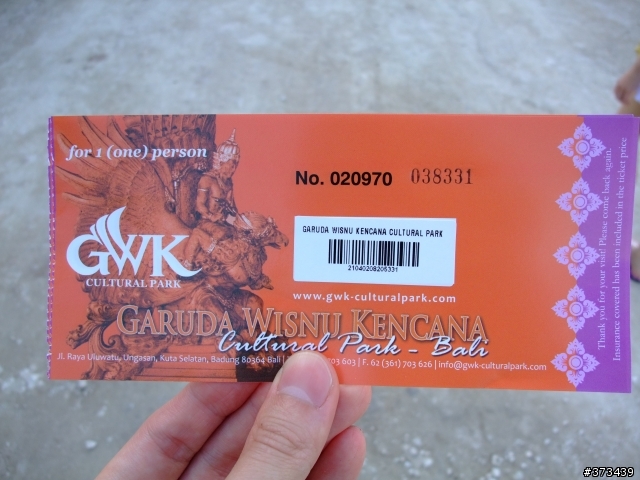 for 1 (one) person
No. 020970 038331
GWK
CULTURAL PARK
GARUDA WISNU KENCANA CULTURAL PARK
21040208205331
www.gwk-culturalpark.com
GARUDA WISNU KENCANA
Cultural Park - Bali
Jl. Raya Uluwatu, Ungasan, Kuta Selatan, Badung 80364 Bali | 703 603 | F. 62 (361) 703 626 | info@gwk-culturalpark.com
Thank you for your visit! Please come back again.
Insurance covered has been included in the ticket price
#373439